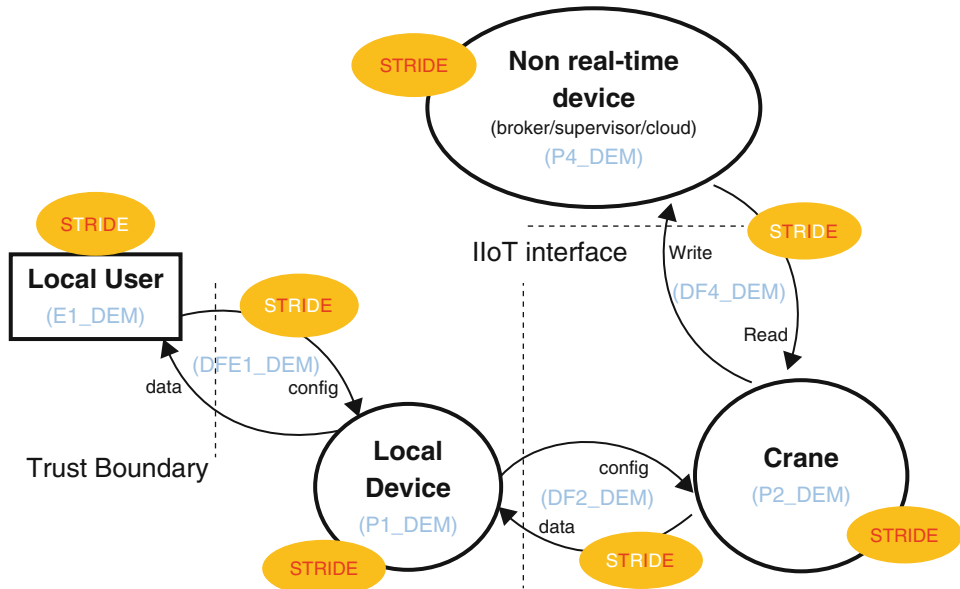 STRIDE
Non real-time
device
(broker/supervisor/cloud)
(P4_DEM)
STRIDE
Local User
(E1_DEM)
STRIDE
STRIDE
IIoT interface
Write
(DF4_DEM)
Read
(DFE1_DEM)
data
config
Trust Boundary
Local
Device
(P1_DEM)
STRIDE
config
(DF2_DEM)
data
STRIDE
Crane
(P2_DEM)
STRIDE